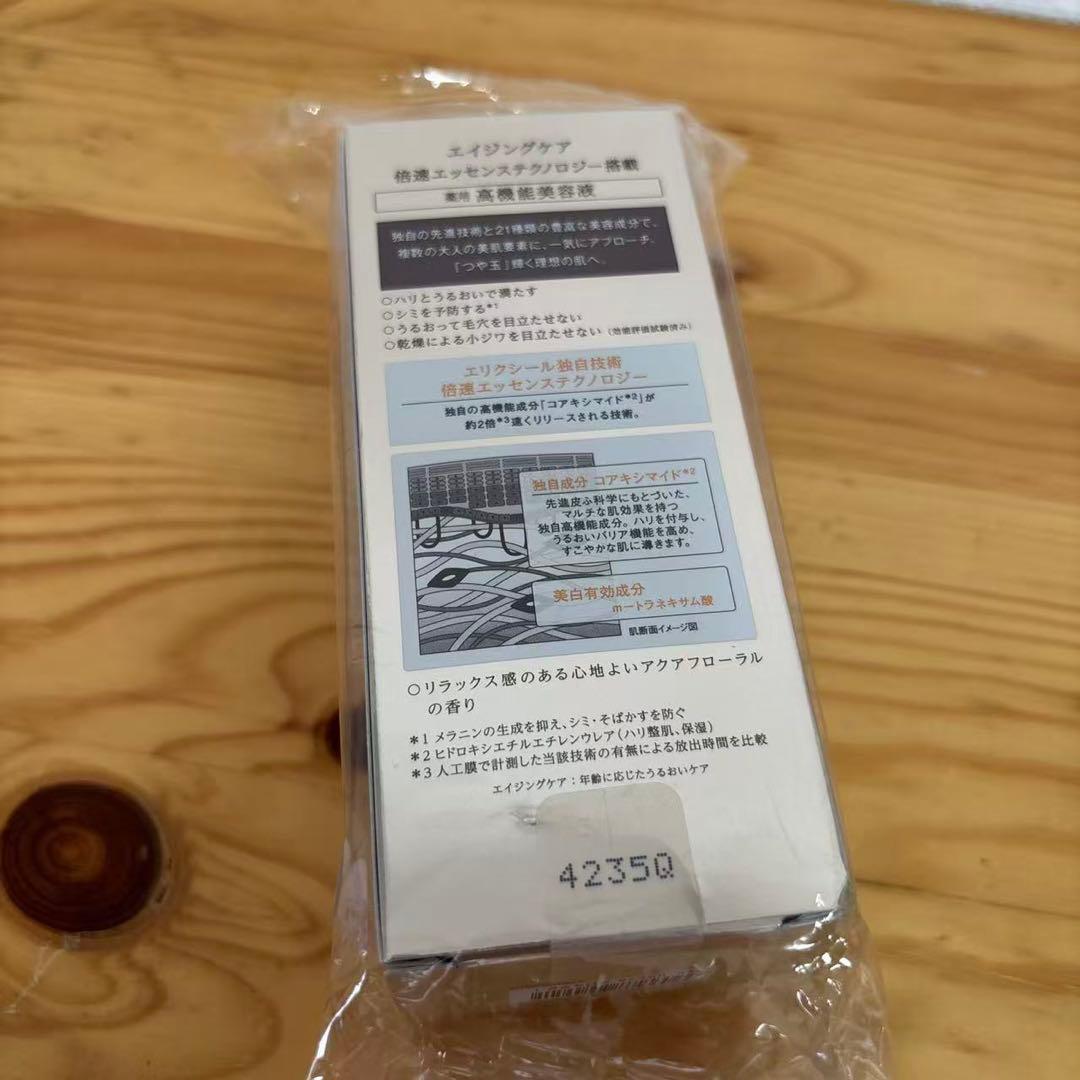 エイジングケア
倍速エッセンステクノロジー搭載
薬用 高機能美容液
独自の先進技術と21種類の豊富な美容成分で、
複数の大人の美肌要素に、一気にアプローチ。
『つや玉』輝く理想の肌へ。
○ハリとうるおいで満たす
○シミを予防する*1
○うるおって毛穴を目立たせない
○乾燥による小ジワを目立たせない（効能評価試験済み）
エリクシール独自技術
倍速エッセンステクノロジー
独自の高機能成分「コアキシマイド*2」が
約2倍*3速くリリースされる技術。
独自成分 コアキシマイド*2
先進皮ふ科学にもとづいた、
マルチな肌効果を持つ
独自高機能成分。ハリを付与し、
うるおいバリア機能を高め、
すこやかな肌に導きます。
美白有効成分
m－トラネキサム酸
肌断面イメージ図
○リラックス感のある心地よいアクアフローラル
の香り
*1 メラニンの生成を抑え、シミ・そばかすを防ぐ
*2 ヒドロキシエチルエチレンウレア（ハリ整肌、保湿）
*3 人工膜で計測した当該技術の有無による放出時間を比較
エイジングケア：年齢に応じたうるおいケア
4235Q